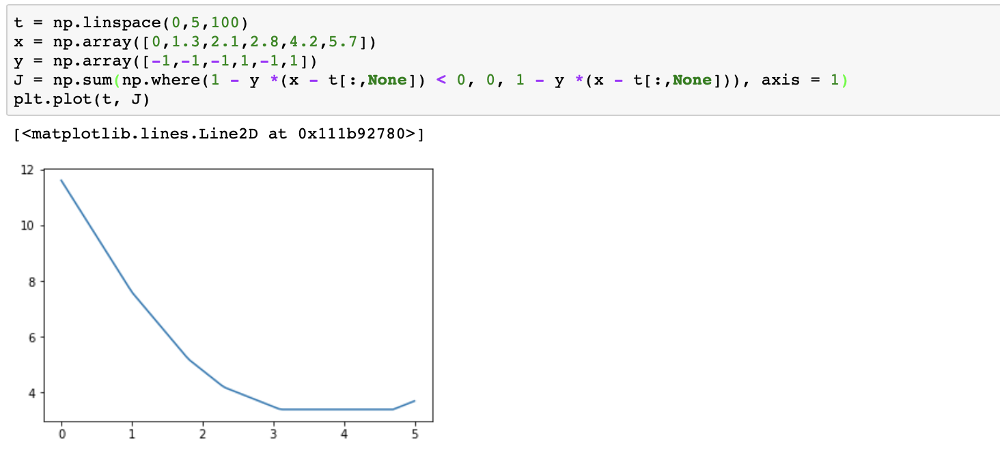 t = np.linspace(0,5,100)
x = np.array([0,1.3,2.1,2.8,4.2,5.7])
y = np.array([-1,-1,-1,1,-1,1])
J = np.sum(np.where(1 - y *(x - t[:,None]) < 0, 0, 1 - y *(x - t[:,None])), axis = 1)
plt.plot(t, J)
[<matplotlib.lines.Line2D at 0x111b92780>]
12
10
8
6
4
0 1 2 3 4 5